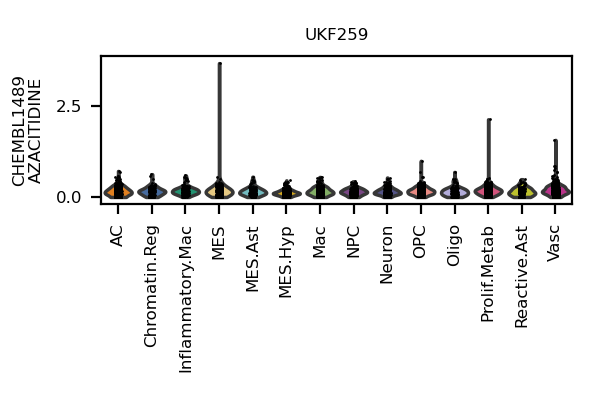 UKF259
CHEMBL1489
AZACITIDINE
2.5
0.0
AC
Chromatin.Reg
Inflammatory.Mac
MES
MES.Ast
MES.Hyp
Mac
NPC
Neuron
OPC
Oligo
Prolif.Metab
Reactive.Ast
Vasc